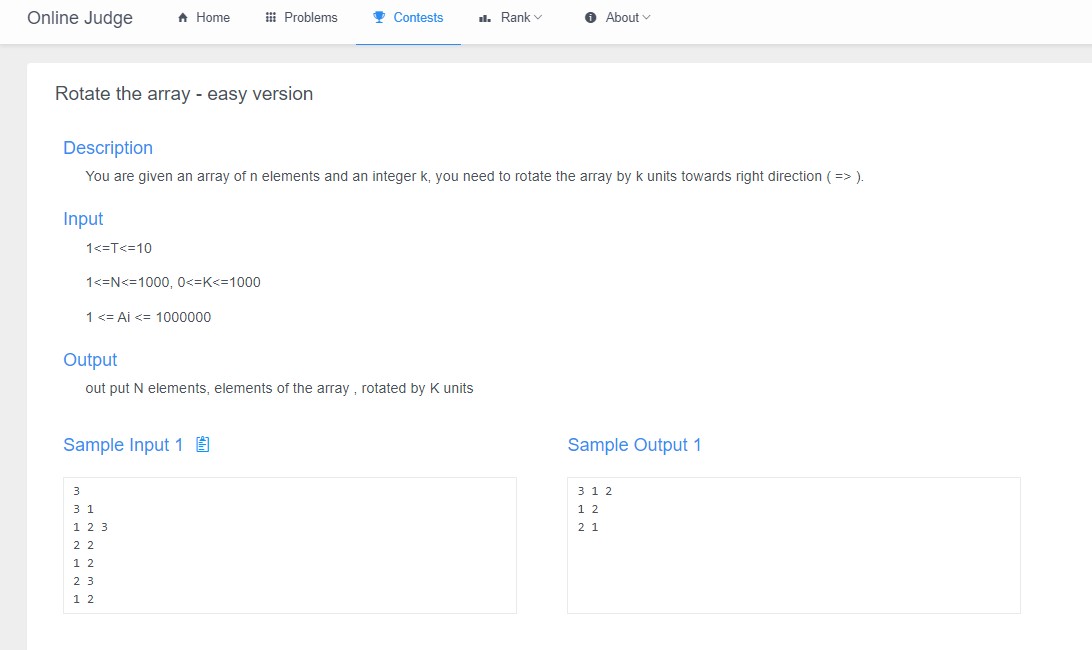 Online Judge Home Problems Contests Rank About
Rotate the array - easy version
Description
You are given an array of n elements and an integer k, you need to rotate the array by k units towards right direction ( => ).
Input
1<=T<=10
1<=N<=1000, 0<=K<=1000
1 <= Ai <= 1000000
Output
out put N elements, elements of the array , rotated by K units
Sample Input 1
3
3 1
1 2 3
2 2
1 2
2 3
1 2
Sample Output 1
3 1 2
1 2
2 1